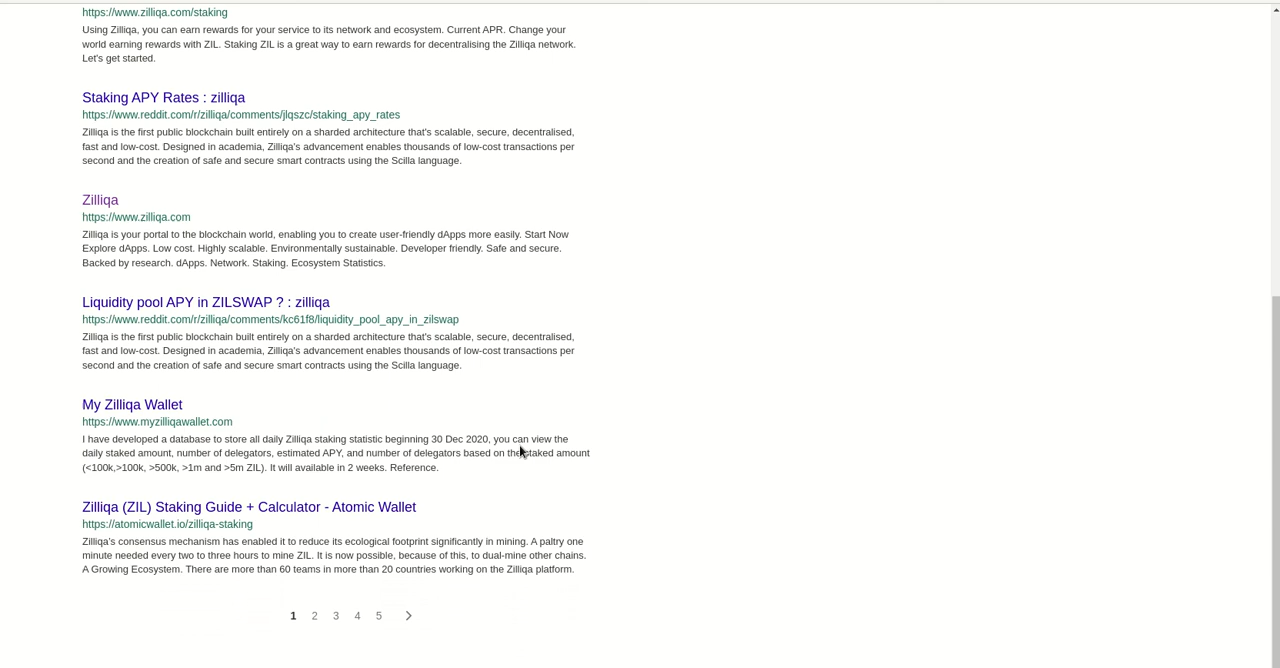 https://www.zilliqa.com/staking
Using Zilliqa, you can earn rewards for your service to its network and ecosystem. Current APR. Change your
world earning rewards with ZIL. Staking ZIL is a great way to earn rewards for decentralising the Zilliqa network.
Let's get started.
Staking APY Rates : zilliqa
https://www.reddit.com/r/zilliqa/comments/jlqszc/staking_apy_rates
Zilliqa is the first public blockchain built entirely on a sharded architecture that's scalable, secure, decentralised,
fast and low-cost. Designed in academia, Zilliqa's advancement enables thousands of low-cost transactions per
second and the creation of safe and secure smart contracts using the Scilla language.
Zilliqa
https://www.zilliqa.com
Zilliqa is your portal to the blockchain world, enabling you to create user-friendly dApps more easily. Start Now
Explore dApps. Low cost. Highly scalable. Environmentally sustainable. Developer friendly. Safe and secure.
Backed by research. dApps. Network. Staking. Ecosystem Statistics.
Liquidity pool APY in ZILSWAP ? : zilliqa
https://www.reddit.com/r/zilliqa/comments/kc61f8/liquidity_pool_apy_in_zilswap
Zilliqa is the first public blockchain built entirely on a sharded architecture that's scalable, secure, decentralised,
fast and low-cost. Designed in academia, Zilliqa's advancement enables thousands of low-cost transactions per
second and the creation of safe and secure smart contracts using the Scilla language.
My Zilliqa Wallet
https://www.myzilliqawallet.com
I have developed a database to store all daily Zilliqa staking statistic beginning 30 Dec 2020, you can view the
daily staked amount, number of delegators, estimated APY, and number of delegators based on the staked amount
(<100k,>100k, >500k, >1m and >5m ZIL). It will available in 2 weeks. Reference.
Zilliqa (ZIL) Staking Guide + Calculator - Atomic Wallet
https://atomicwallet.io/zilliqa-staking
Zilliqa's consensus mechanism has enabled it to reduce its ecological footprint significantly in mining. A paltry one
minute needed every two to three hours to mine ZIL. It is now possible, because of this, to dual-mine other chains.
A Growing Ecosystem. There are more than 60 teams in more than 20 countries working on the Zilliqa platform.
1 2 3 4 5